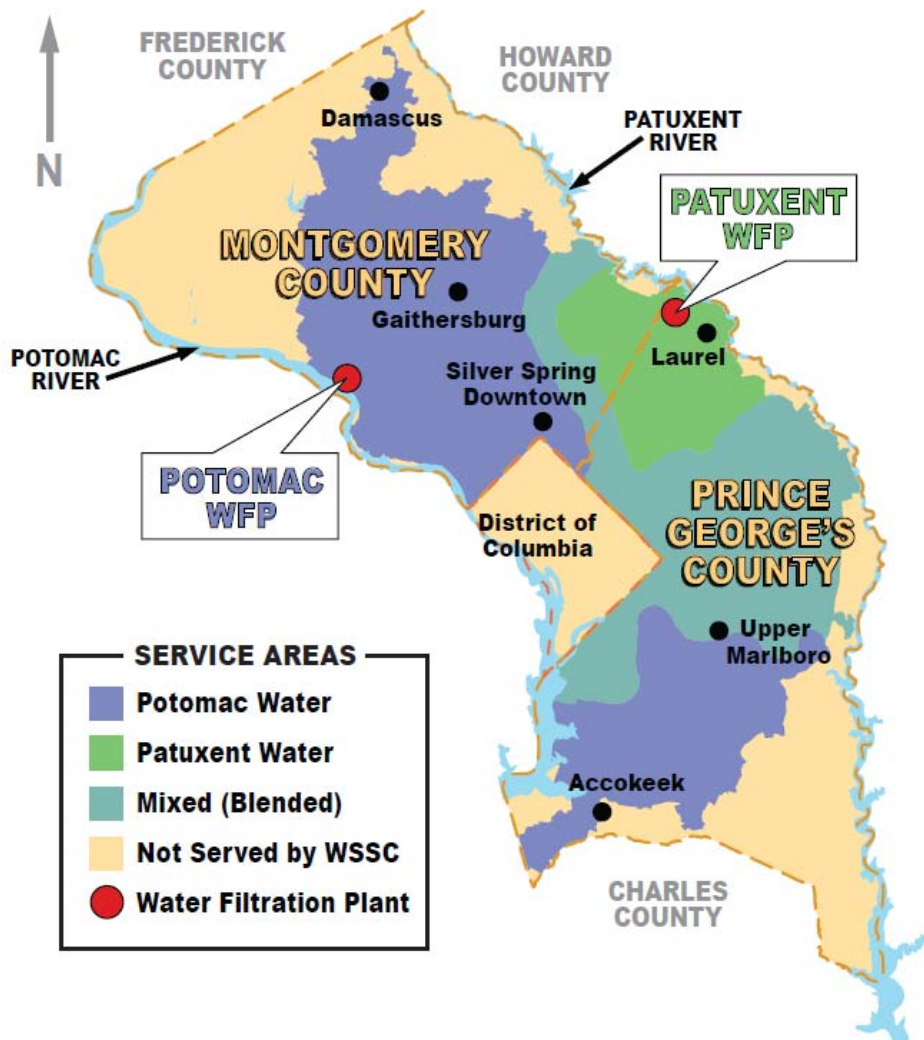 FREDERICK
COUNTY
HOWARD
COUNTY
N
Damascus
PATUXENT
RIVER
PATUXENT
WFP
MONTGOMERY
COUNTY
Gaithersburg
Laurel
POTOMAC
RIVER
Silver Spring
Downtown
POTOMAC
WFP
PRINCE
GEORGE'S
COUNTY
District of
Columbia
Upper
Marlboro
SERVICE AREAS
Potomac Water
Patuxent Water
Mixed (Blended)
Not Served by WSSC
Water Filtration Plant
Accokeek
CHARLES
COUNTY